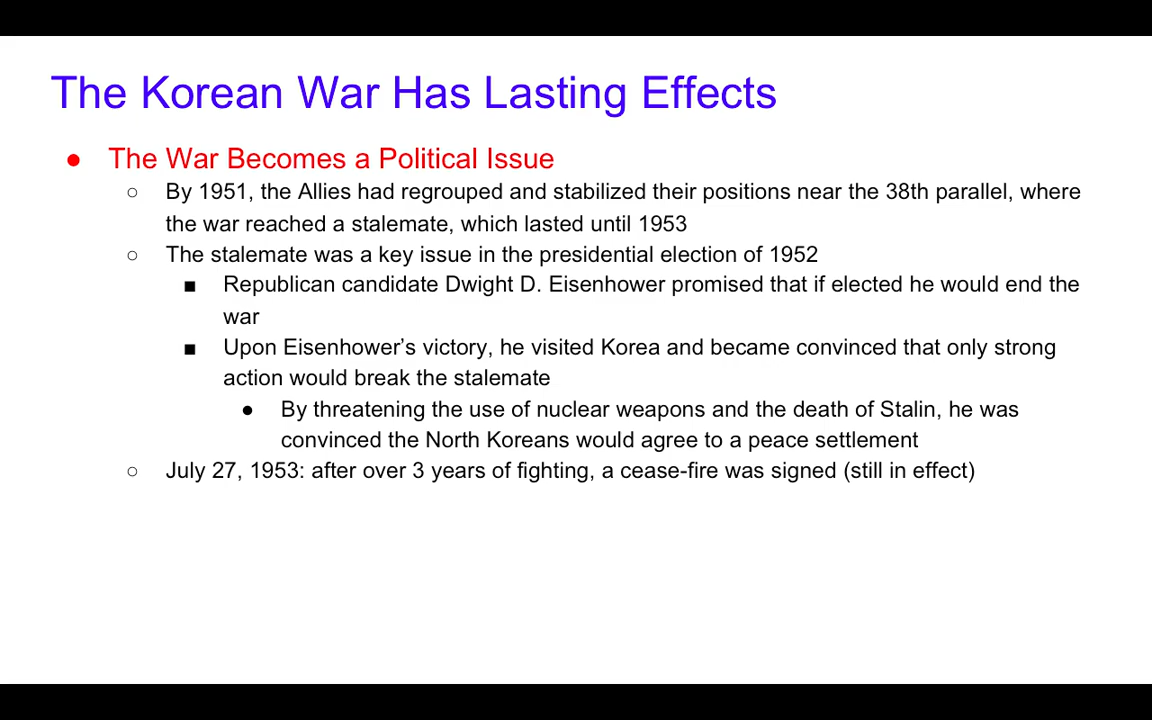 The Korean War Has Lasting Effects
● The War Becomes a Political Issue
○ By 1951, the Allies had regrouped and stabilized their positions near the 38th parallel, where
the war reached a stalemate, which lasted until 1953
○ The stalemate was a key issue in the presidential election of 1952
■ Republican candidate Dwight D. Eisenhower promised that if elected he would end the
war
■ Upon Eisenhower’s victory, he visited Korea and became convinced that only strong
action would break the stalemate
● By threatening the use of nuclear weapons and the death of Stalin, he was
convinced the North Koreans would agree to a peace settlement
○ July 27, 1953: after over 3 years of fighting, a cease-fire was signed (still in effect)